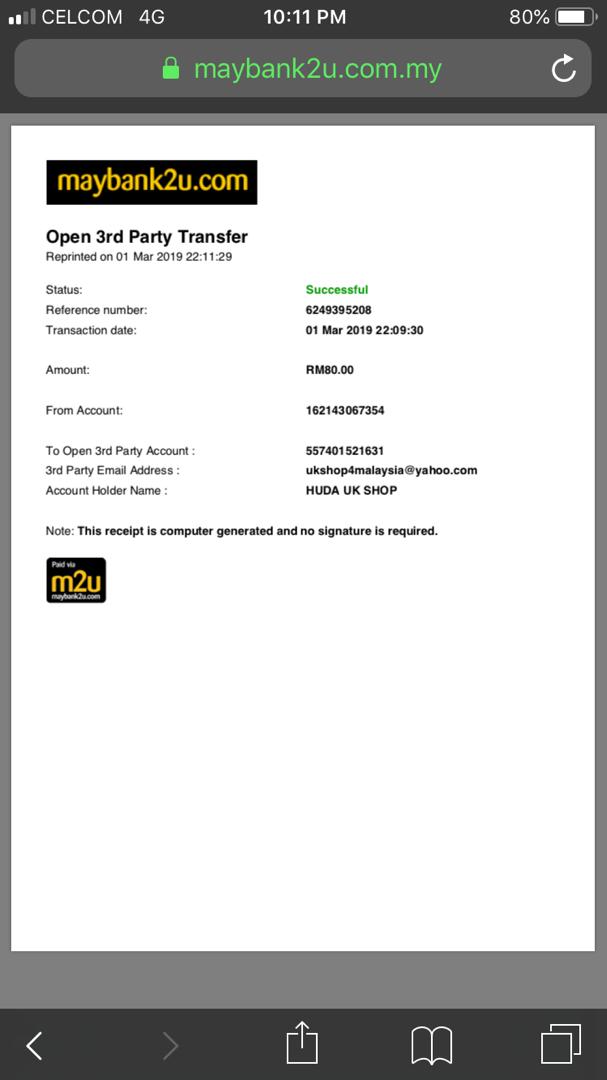 CELCOM 4G 10:11 PM 80%
maybank2u.com.my
maybank2u.com
Open 3rd Party Transfer
Reprinted on 01 Mar 2019 22:11:29
Status: Successful
Reference number: 6249395208
Transaction date: 01 Mar 2019 22:09:30
Amount: RM80.00
From Account: 162143067354
To Open 3rd Party Account : 557401521631
3rd Party Email Address : ukshop4malaysia@yahoo.com
Account Holder Name : HUDA UK SHOP
Note: This receipt is computer generated and no signature is required.
Paid via
m2u
maybank2u.com